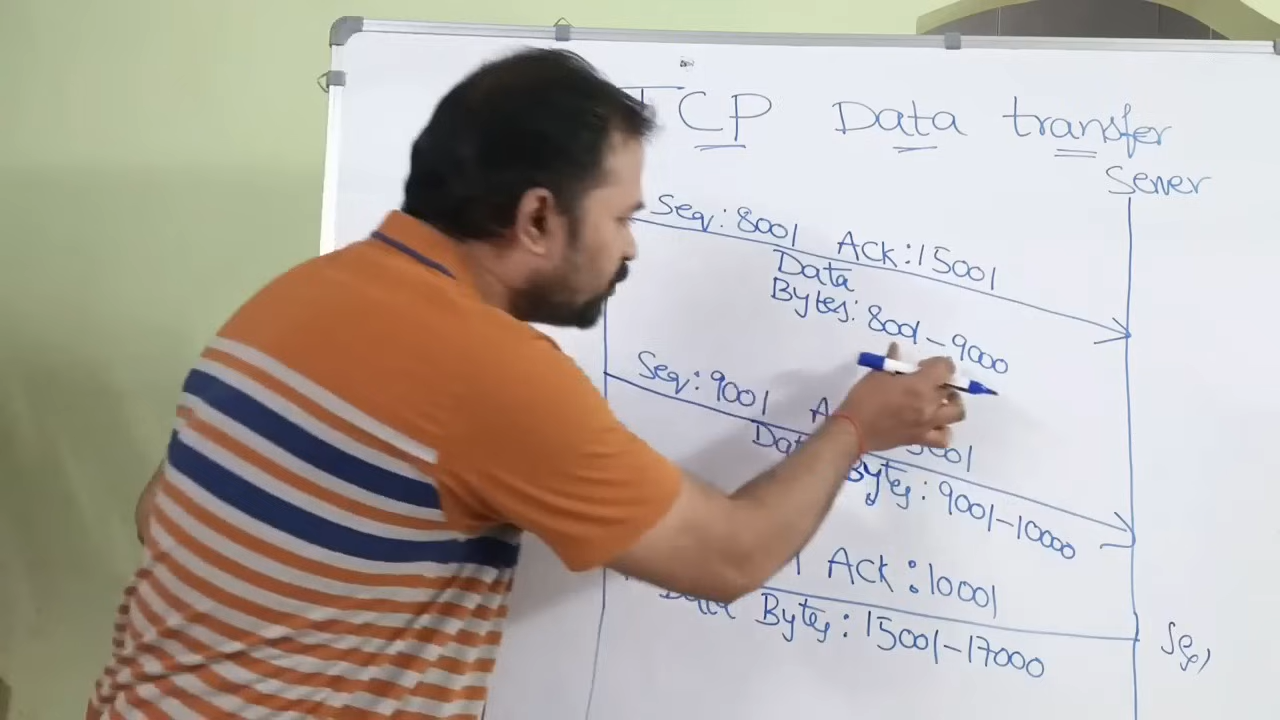 TCP Data transfer
Server
Seq: 8001 Ack: 15001
Data
Bytes: 8001-9000
Seq: 9001
Bytes: 9001-10000
Ack: 10001
Data Bytes: 15001-17000